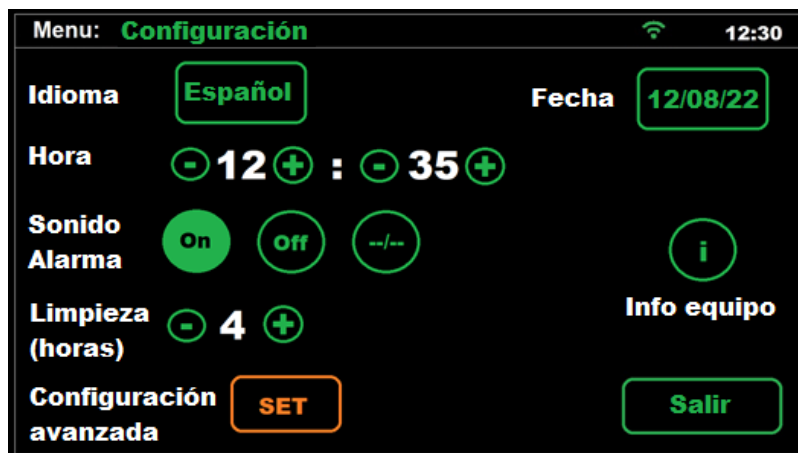 Menu: Configuración 12:30
Idioma Español Fecha 12/08/22
Hora - 12 + : - 35 +
Sonido
Alarma On Off --/-- i
Limpieza
(horas) - 4 + Info equipo
Configuración
avanzada SET Salir